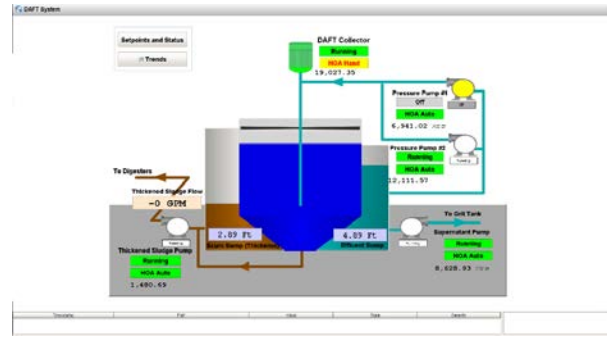 DAFT System
Setpoints and Status
Trends
DAFT Collector
Running
HOA Hand
19,027.35
Pressure Pump #1
Off
HOA Auto
6,941.02
Pressure Pump #2
Running
HOA Auto
12,111.57
Running
To Digesters
Thickened Sludge Flow
-0 GPM
Running
2.89 Ft
4.89 Ft
Effluent Sump
Running
To Grit Tank
Supernatant Pump
Running
HOA Auto
Thickened Sludge Pump
Running
HOA Auto
1,480.69